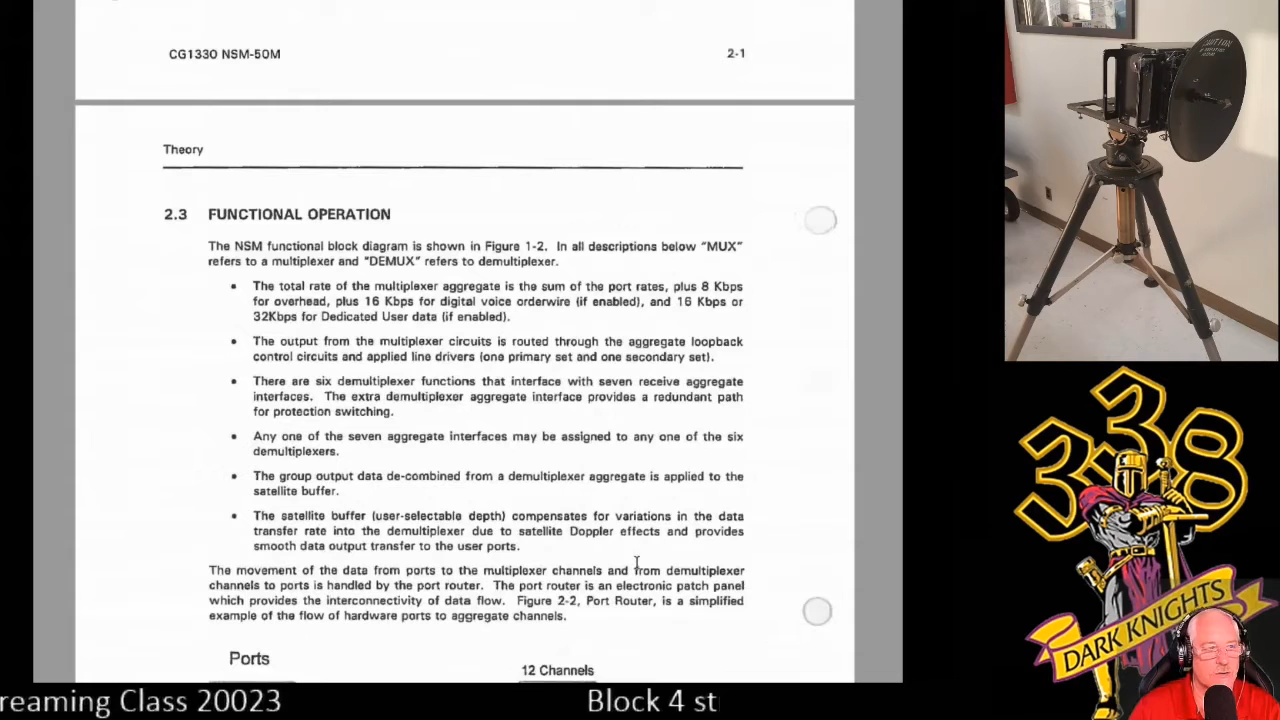 CG1330 NSM-50M
2-1
Theory
2.3 FUNCTIONAL OPERATION
The NSM functional block diagram is shown in Figure 1-2. In all descriptions below "MUX"
refers to a multiplexer and "DEMUX" refers to demultiplexer.
• The total rate of the multiplexer aggregate is the sum of the port rates, plus 8 Kbps
for overhead, plus 16 Kbps for digital voice orderwire (if enabled), and 16 Kbps or
32Kbps for Dedicated User data (if enabled).
• The output from the multiplexer circuits is routed through the aggregate loopback
control circuits and applied line drivers (one primary set and one secondary set).
• There are six demultiplexer functions that interface with seven receive aggregate
interfaces. The extra demultiplexer aggregate interface provides a redundant path
for protection switching.
• Any one of the seven aggregate interfaces may be assigned to any one of the six
demultiplexers.
• The group output data de-combined from a demultiplexer aggregate is applied to the
satellite buffer.
• The satellite buffer (user-selectable depth) compensates for variations in the data
transfer rate into the demultiplexer due to satellite Doppler effects and provides
smooth data output transfer to the user ports.
The movement of the data from ports to the multiplexer channels and from demultiplexer
channels to ports is handled by the port router. The port router is an electronic patch panel
which provides the interconnectivity of data flow. Figure 2-2, Port Router, is a simplified
example of the flow of hardware ports to aggregate channels.
Ports
12 Channels
CAUTION
338
DARK KNIGHTS
reaming Class 20023
Block 4 st